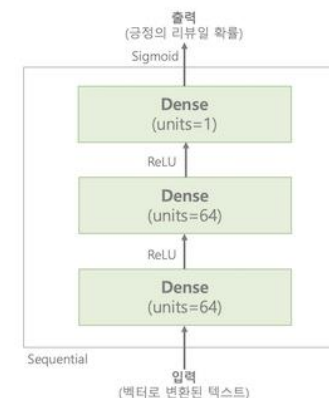 출력
(긍정의 리뷰일 확률)
Sigmoid
Dense
(units=1)
ReLU
Dense
(units=64)
ReLU
Dense
(units=64)
Sequential
입력
(벡터로 변환된 텍스트)